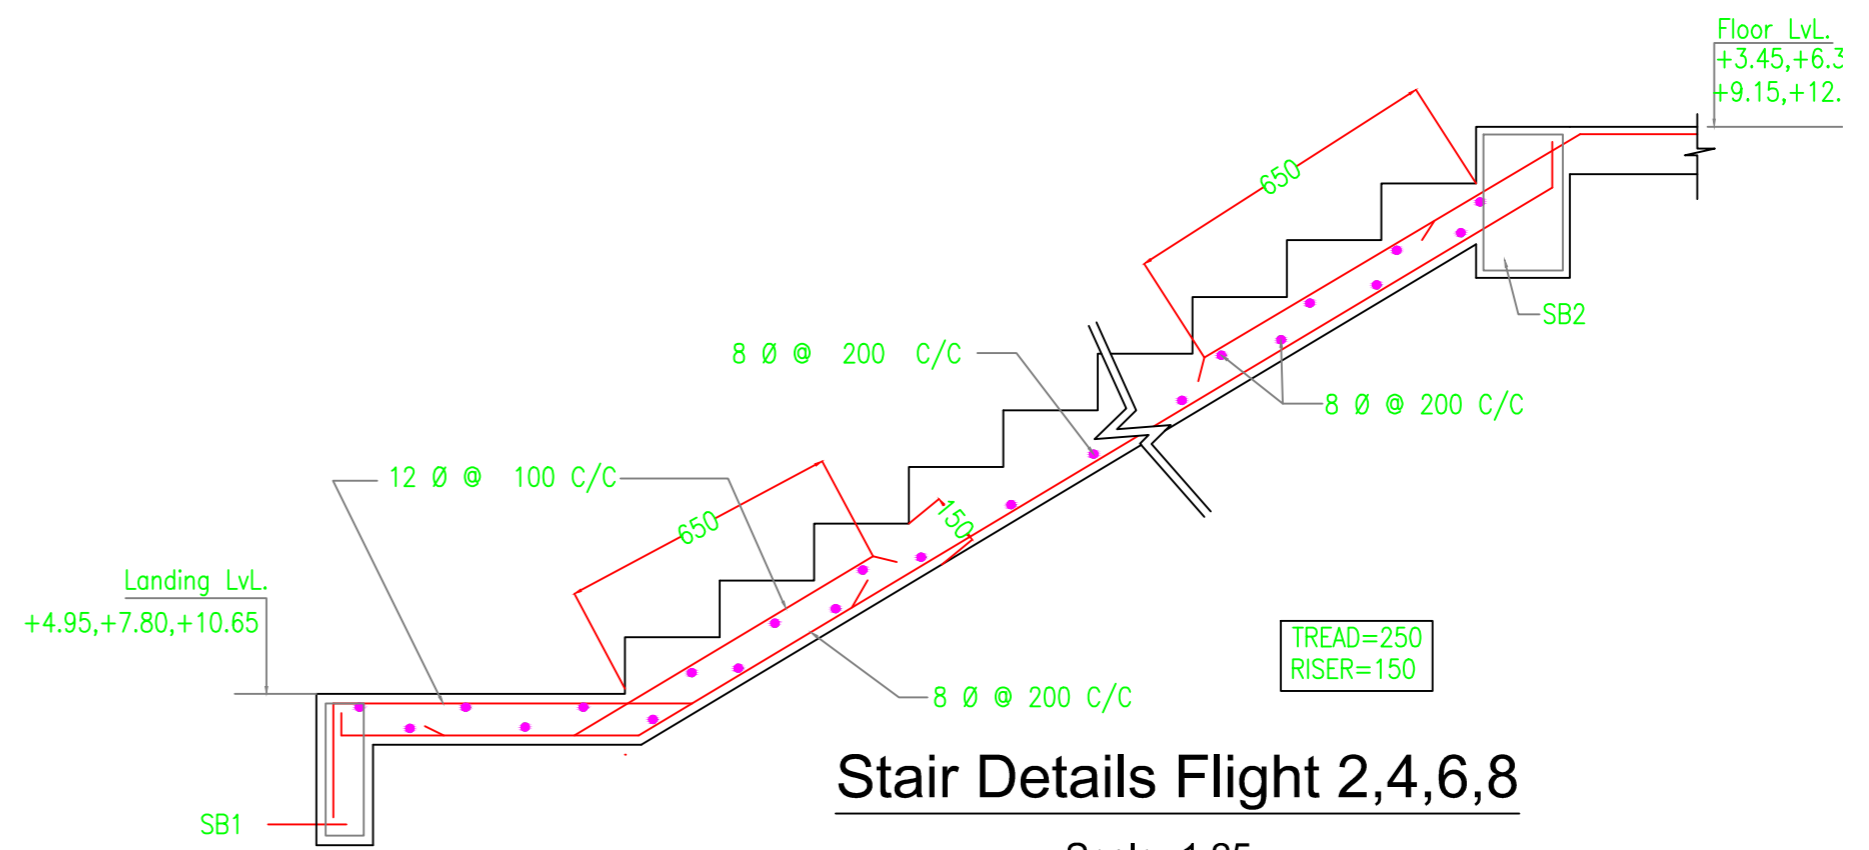 Floor LvL.
+3.45,+6.3
+9.15,+12.
650
SB2
8 Ø @ 200 C/C
8 Ø @ 200 C/C
12 Ø @ 100 C/C
650
150
Landing LvL.
+4.95,+7.80,+10.65
TREAD=250
RISER=150
8 Ø @ 200 C/C
Stair Details Flight 2,4,6,8
SB1